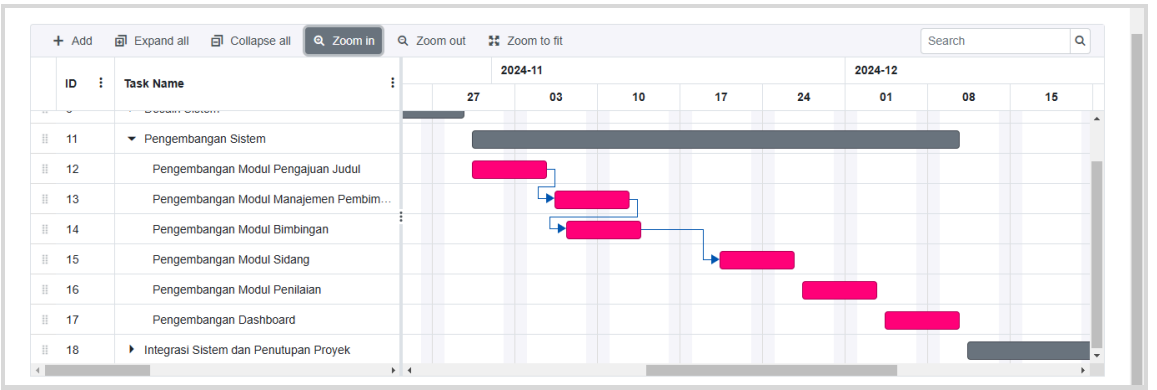 Add Expand all Collapse all Zoom in Zoom out Zoom to fit Search
2024-11 2024-12
ID Task Name
27 03 10 17 24 01 08 15
11 Pengembangan Sistem
12 Pengembangan Modul Pengajuan Judul
13 Pengembangan Modul Manajemen Pembim...
14 Pengembangan Modul Bimbingan
15 Pengembangan Modul Sidang
16 Pengembangan Modul Penilaian
17 Pengembangan Dashboard
18 Integrasi Sistem dan Penutupan Proyek